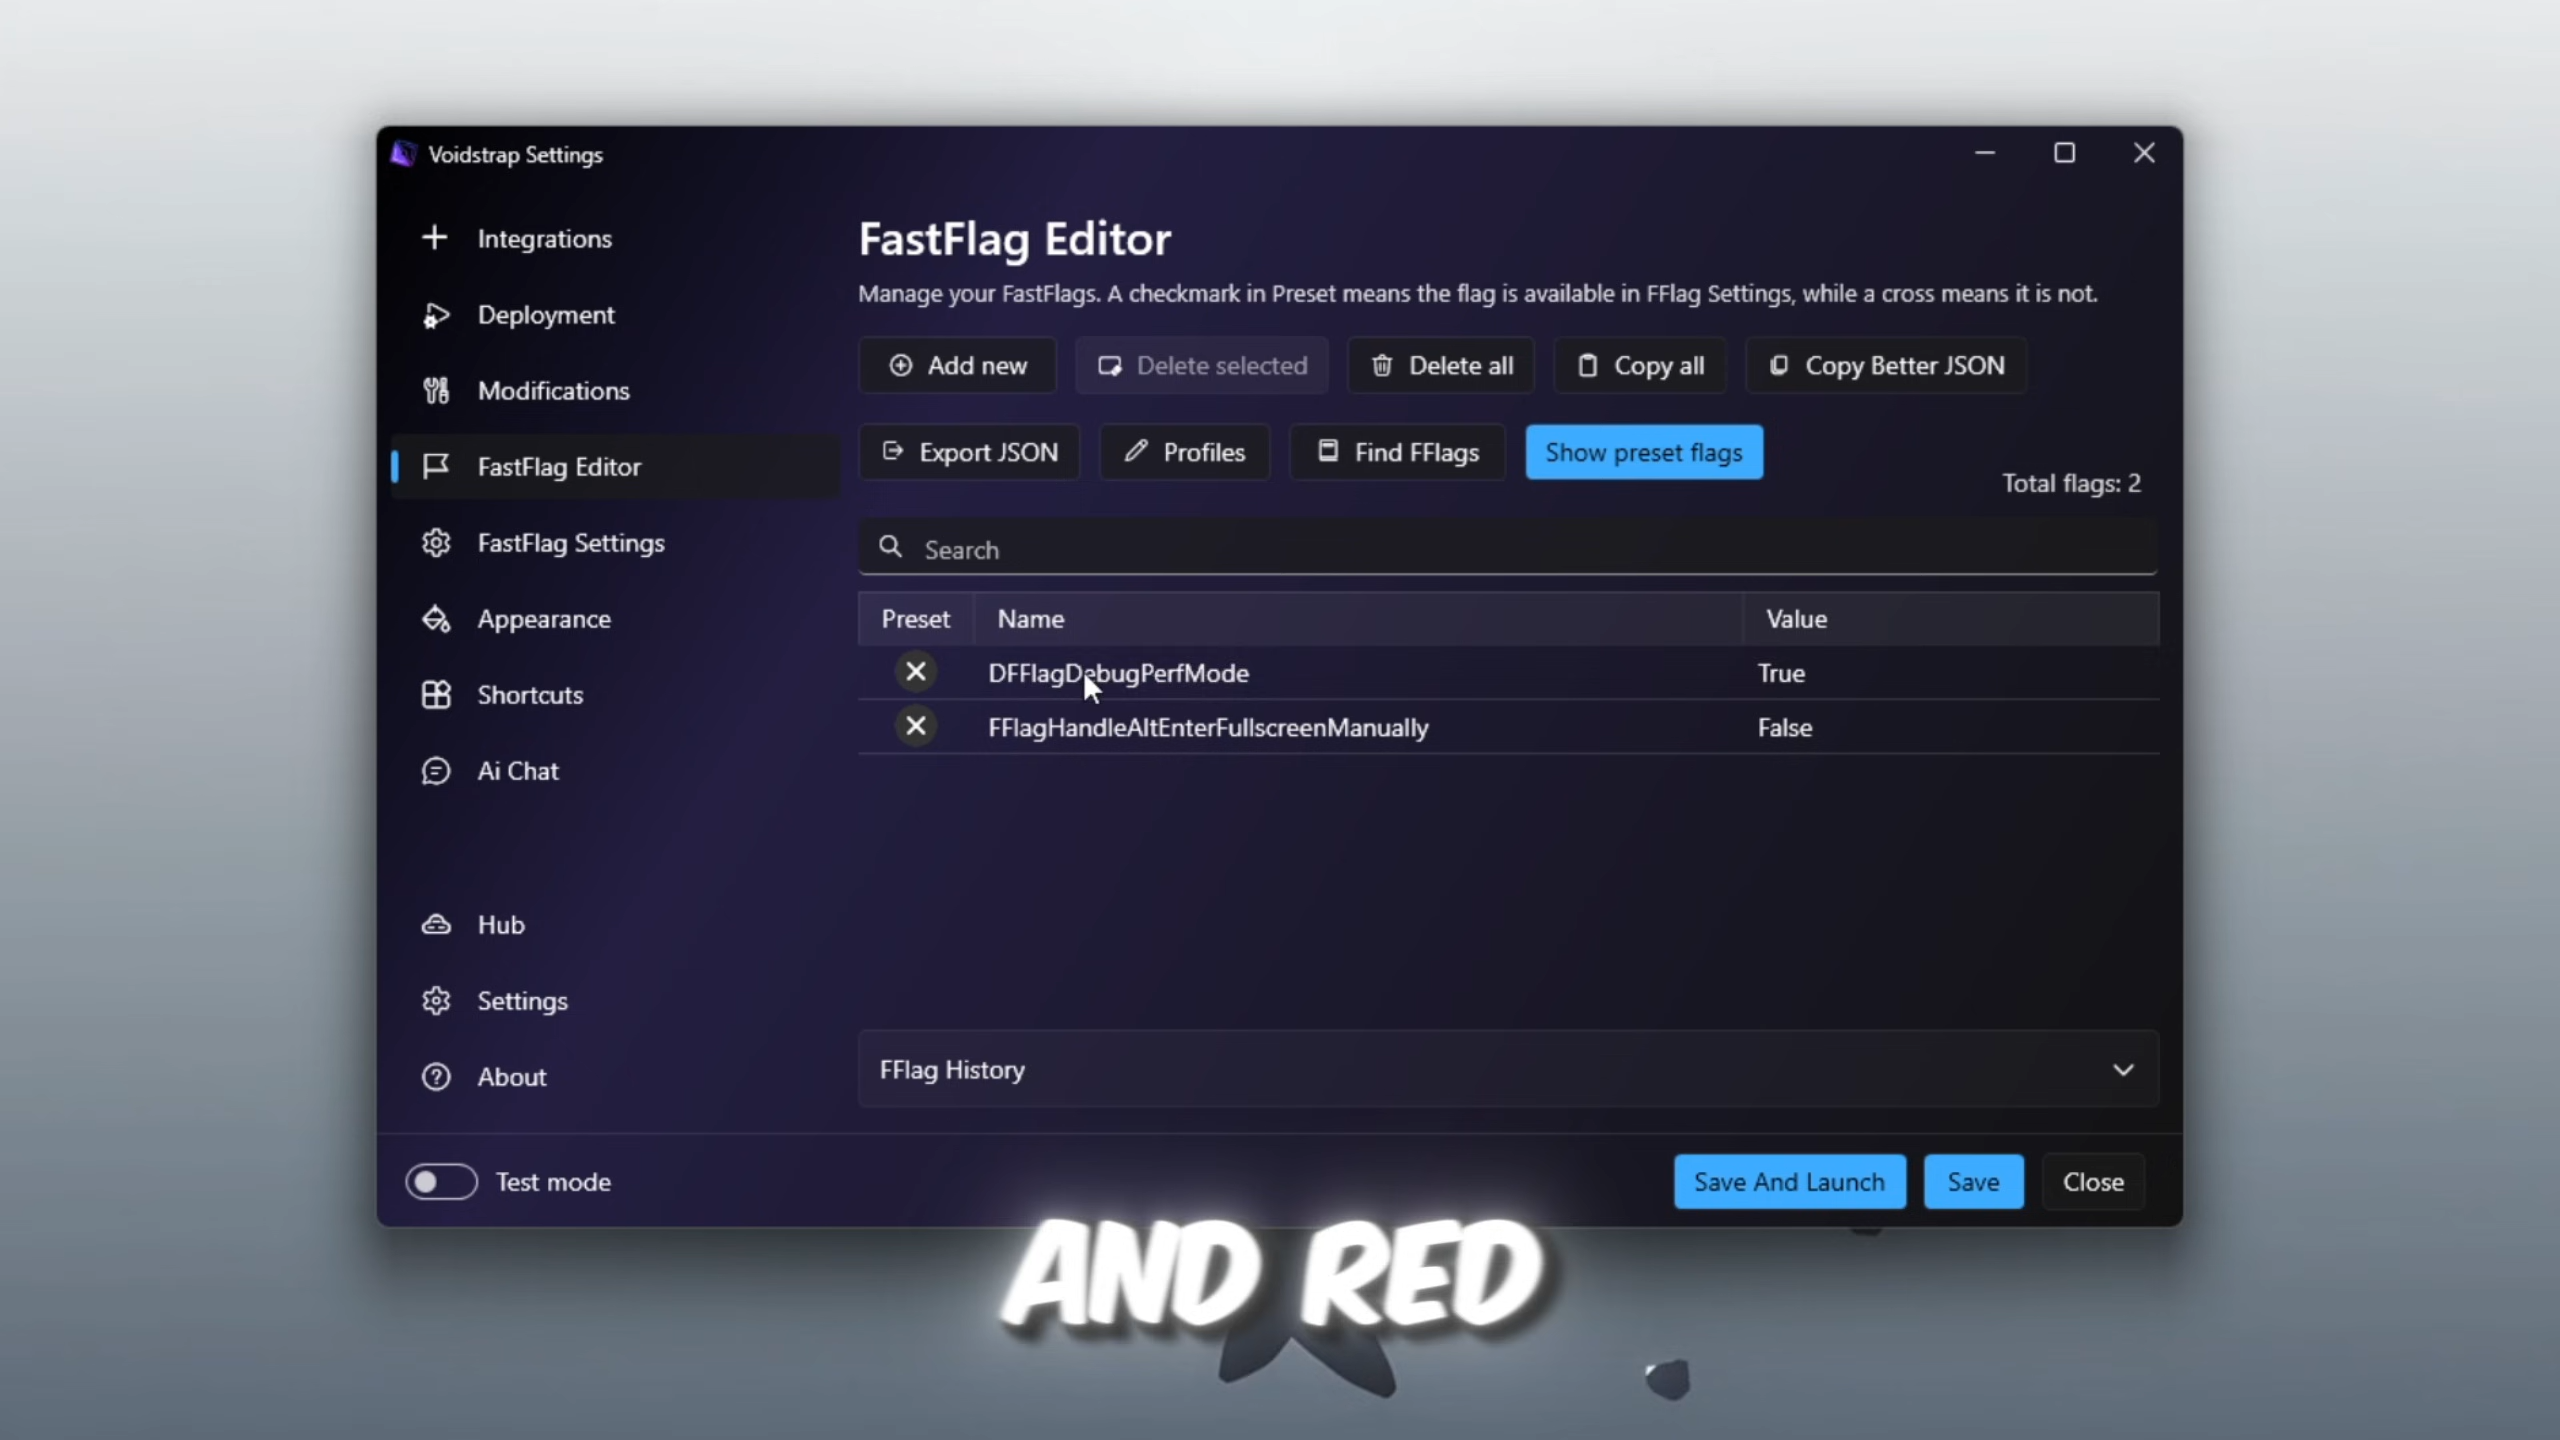 Voidstrap Settings
Integrations
Deployment
Modifications
FastFlag Editor
FastFlag Settings
Appearance
Shortcuts
Ai Chat
Hub
Settings
About
Test mode
FastFlag Editor
Manage your FastFlags. A checkmark in Preset means the flag is available in FFlag Settings, while a cross means it is not.
Add new Delete selected Delete all Copy all Copy Better JSON
Export JSON Profiles Find FFlags Show preset flags
Total flags: 2
Search
Preset Name Value
DFFlagDebugPerfMode True
FFlagHandleAltEnterFullscreenManually False
FFlag History
Save And Launch Save Close
AND RED